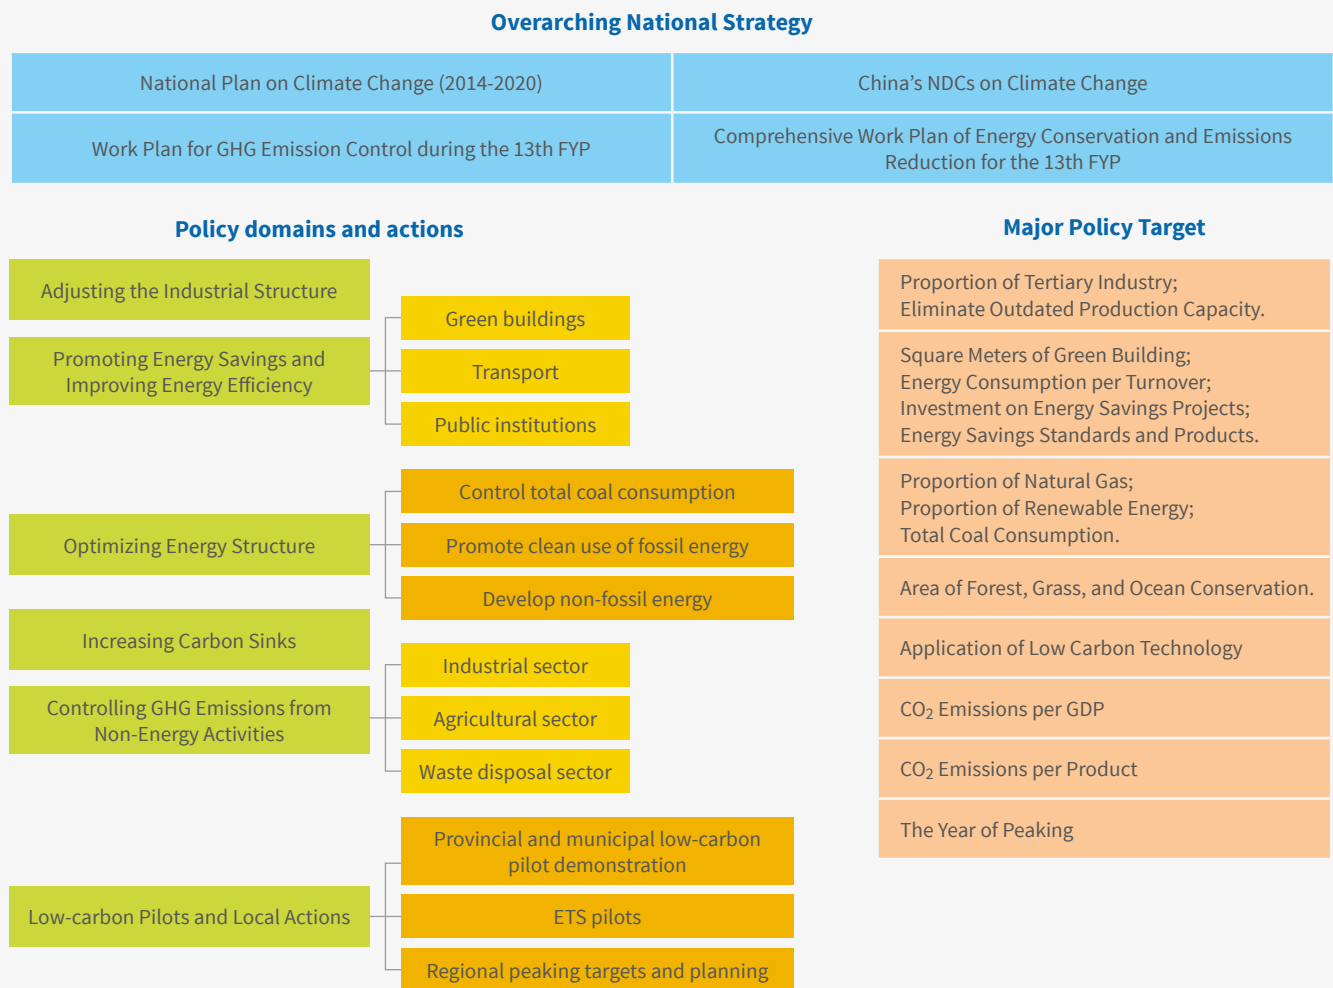 Overarching National Strategy
National Plan on Climate Change (2014-2020)
China’s NDCs on Climate Change
Work Plan for GHG Emission Control during the 13th FYP
Comprehensive Work Plan of Energy Conservation and Emissions
Reduction for the 13th FYP
Policy domains and actions
Adjusting the Industrial Structure
Promoting Energy Savings and
Improving Energy Efficiency
Green buildings
Transport
Public institutions
Optimizing Energy Structure
Control total coal consumption
Promote clean use of fossil energy
Develop non-fossil energy
Increasing Carbon Sinks
Controlling GHG Emissions from
Non-Energy Activities
Industrial sector
Agricultural sector
Waste disposal sector
Low-carbon Pilots and Local Actions
Provincial and municipal low-carbon
pilot demonstration
ETS pilots
Regional peaking targets and planning
Major Policy Target
Proportion of Tertiary Industry;
Eliminate Outdated Production Capacity.
Square Meters of Green Building;
Energy Consumption per Turnover;
Investment on Energy Savings Projects;
Energy Savings Standards and Products.
Proportion of Natural Gas;
Proportion of Renewable Energy;
Total Coal Consumption.
Area of Forest, Grass, and Ocean Conservation.
Application of Low Carbon Technology
CO₂ Emissions per GDP
CO₂ Emissions per Product
The Year of Peaking